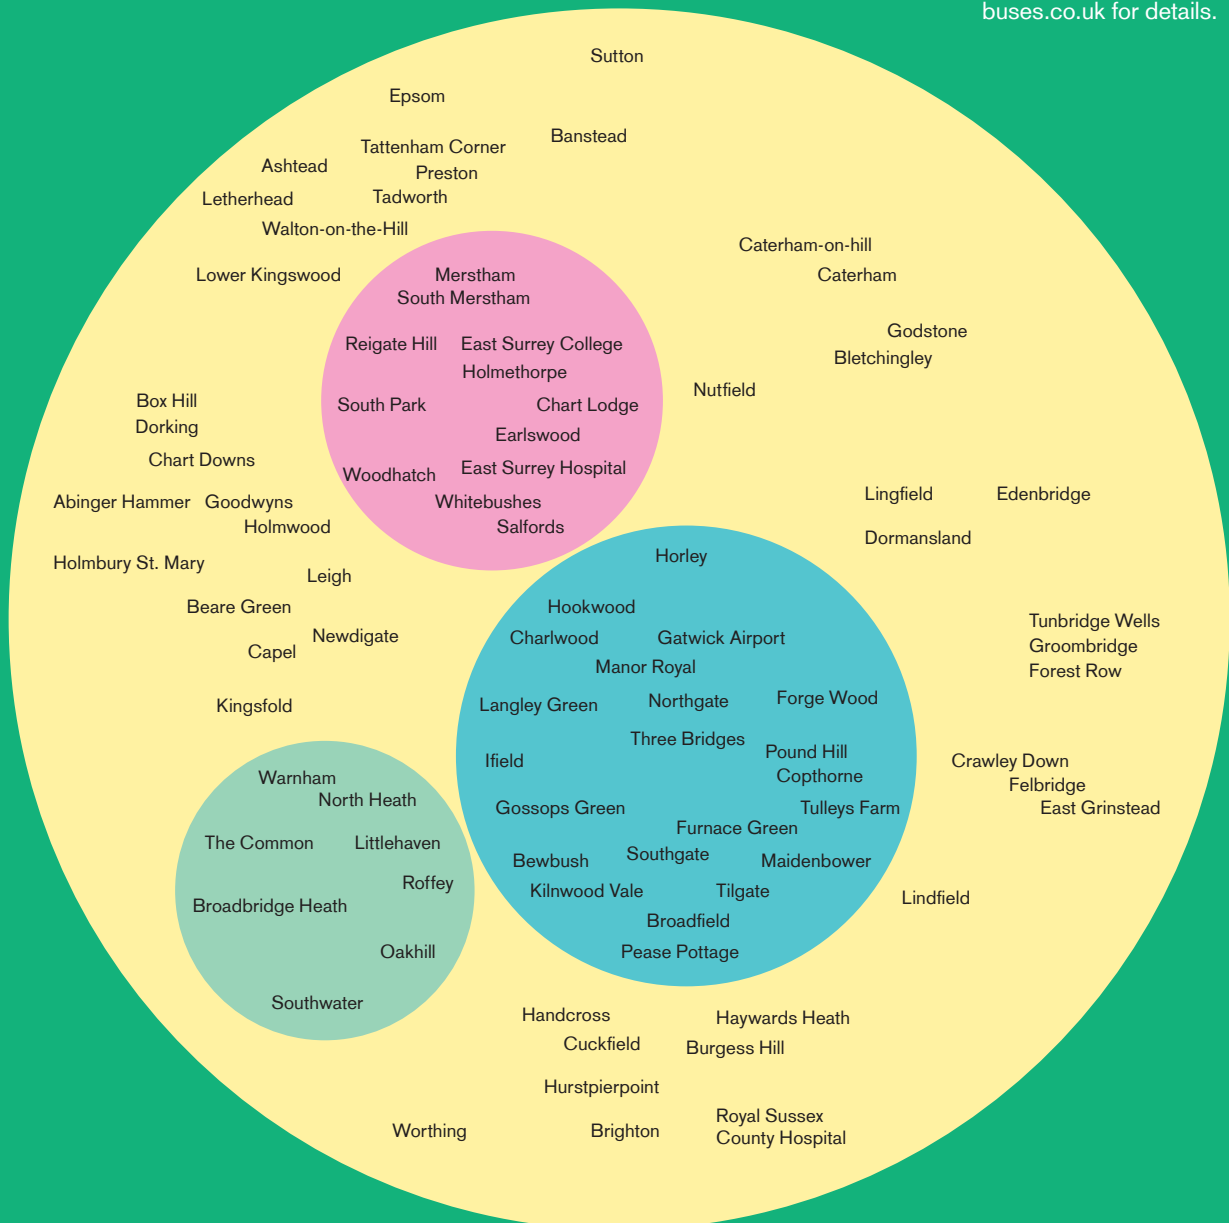 buses.co.uk for details.
Sutton
Epsom
Banstead
Tattenham Corner
Ashtead
Preston
Letherhead
Tadworth
Walton-on-the-Hill
Caterham-on-hill
Lower Kingswood
Merstham
Caterham
South Merstham
Godstone
Reigate Hill
East Surrey College
Bletchingley
Holmethorpe
Nutfield
Box Hill
South Park
Chart Lodge
Dorking
Earlswood
Chart Downs
East Surrey Hospital
Woodhatch
Lingfield
Edenbridge
Abinger Hammer
Goodwyns
Whitebushes
Holmwood
Salfords
Dormansland
Horley
Holmbury St. Mary
Leigh
Beare Green
Hookwood
Tunbridge Wells
Newdigate
Charlwood
Gatwick Airport
Groombridge
Capel
Manor Royal
Forest Row
Kingsfold
Langley Green
Northgate
Forge Wood
Three Bridges
Pound Hill
Ifield
Crawley Down
Warnham
Copthorne
Felbridge
North Heath
Gossops Green
Tulleys Farm
East Grinstead
Furnace Green
The Common
Littlehaven
Southgate
Bewbush
Maidenbower
Roffey
Kilnwood Vale
Tilgate
Lindfield
Broadbridge Heath
Broadfield
Oakhill
Pease Pottage
Southwater
Handcross
Haywards Heath
Cuckfield
Burgess Hill
Hurstpierpoint
Royal Sussex
County Hospital
Worthing
Brighton